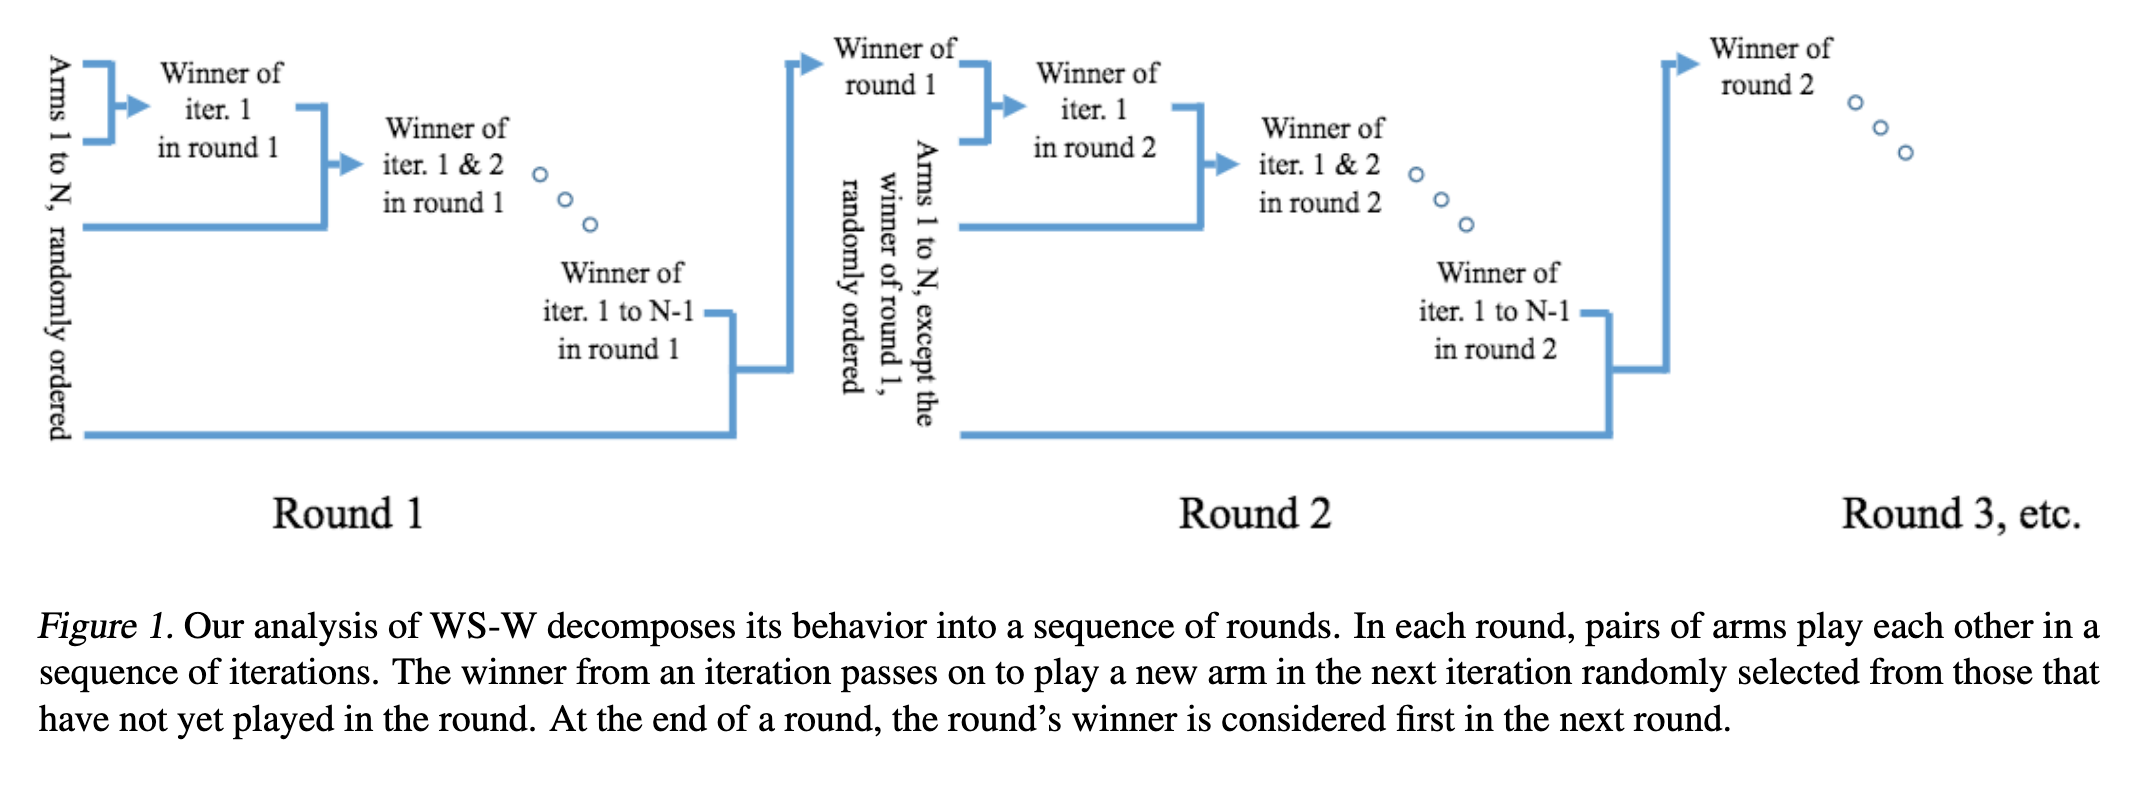 Arms 1 to N, randomly ordered
Winner of
iter. 1
in round 1
Winner of
iter. 1 & 2
in round 1
Winner of
iter. 1 to N-1
in round 1
Winner of
round 1
Arms 1 to N, except the
winner of round 1,
randomly ordered
Winner of
iter. 1
in round 2
Winner of
iter. 1 & 2
in round 2
Winner of
iter. 1 to N-1
in round 2
Winner of
round 2
Round 1
Round 2
Round 3, etc.
Figure 1. Our analysis of WS-W decomposes its behavior into a sequence of rounds. In each round, pairs of arms play each other in a
sequence of iterations. The winner from an iteration passes on to play a new arm in the next iteration randomly selected from those that
have not yet played in the round. At the end of a round, the round’s winner is considered first in the next round.